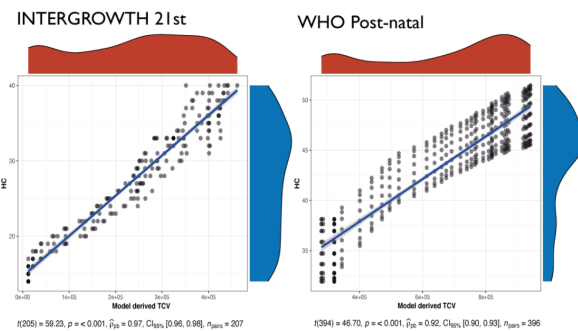 INTERGROWTH 21st
WHO Post-natal
40
30
20
HC
0e+00 1e+05 2e+05 3e+05 4e+05
Model derived TCV
t(205) = 59.23, p = < 0.001, ρ̂pb = 0.97, CI95% [0.96, 0.98], npairs = 207
50
45
40
35
HC
4e+05 6e+05 8e+05
Model derived TCV
t(394) = 46.70, p = < 0.001, ρ̂pb = 0.92, CI95% [0.90, 0.93], npairs = 396